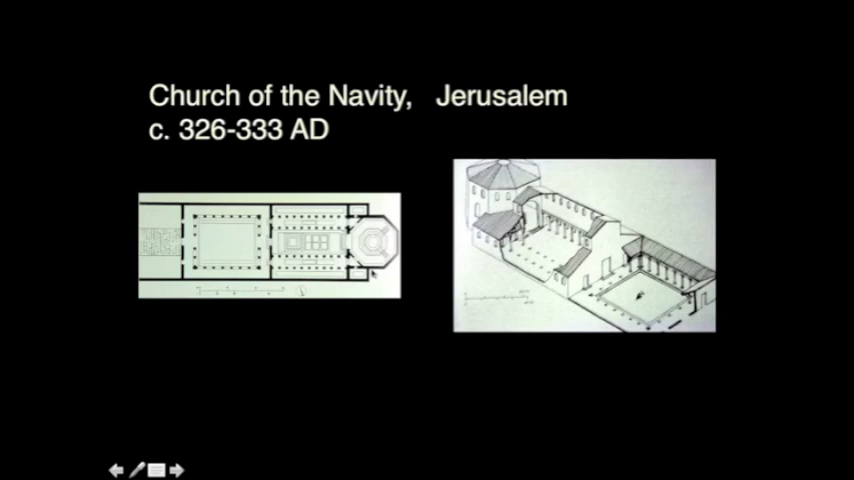 Church of the Navity, Jerusalem
c. 326-333 AD